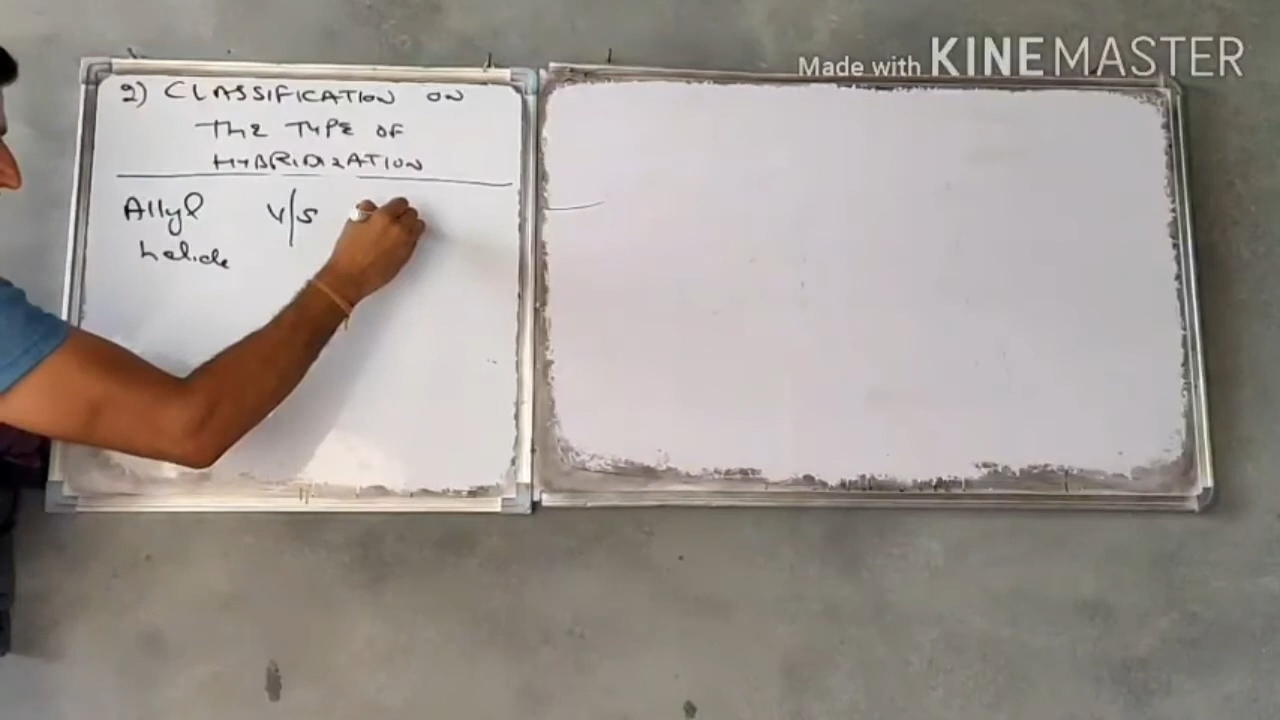 Made with KINEMASTER
2) CLASSIFICATION ON
THE TYPE OF
HYBRIDIZATION
Allyl v/s
halide